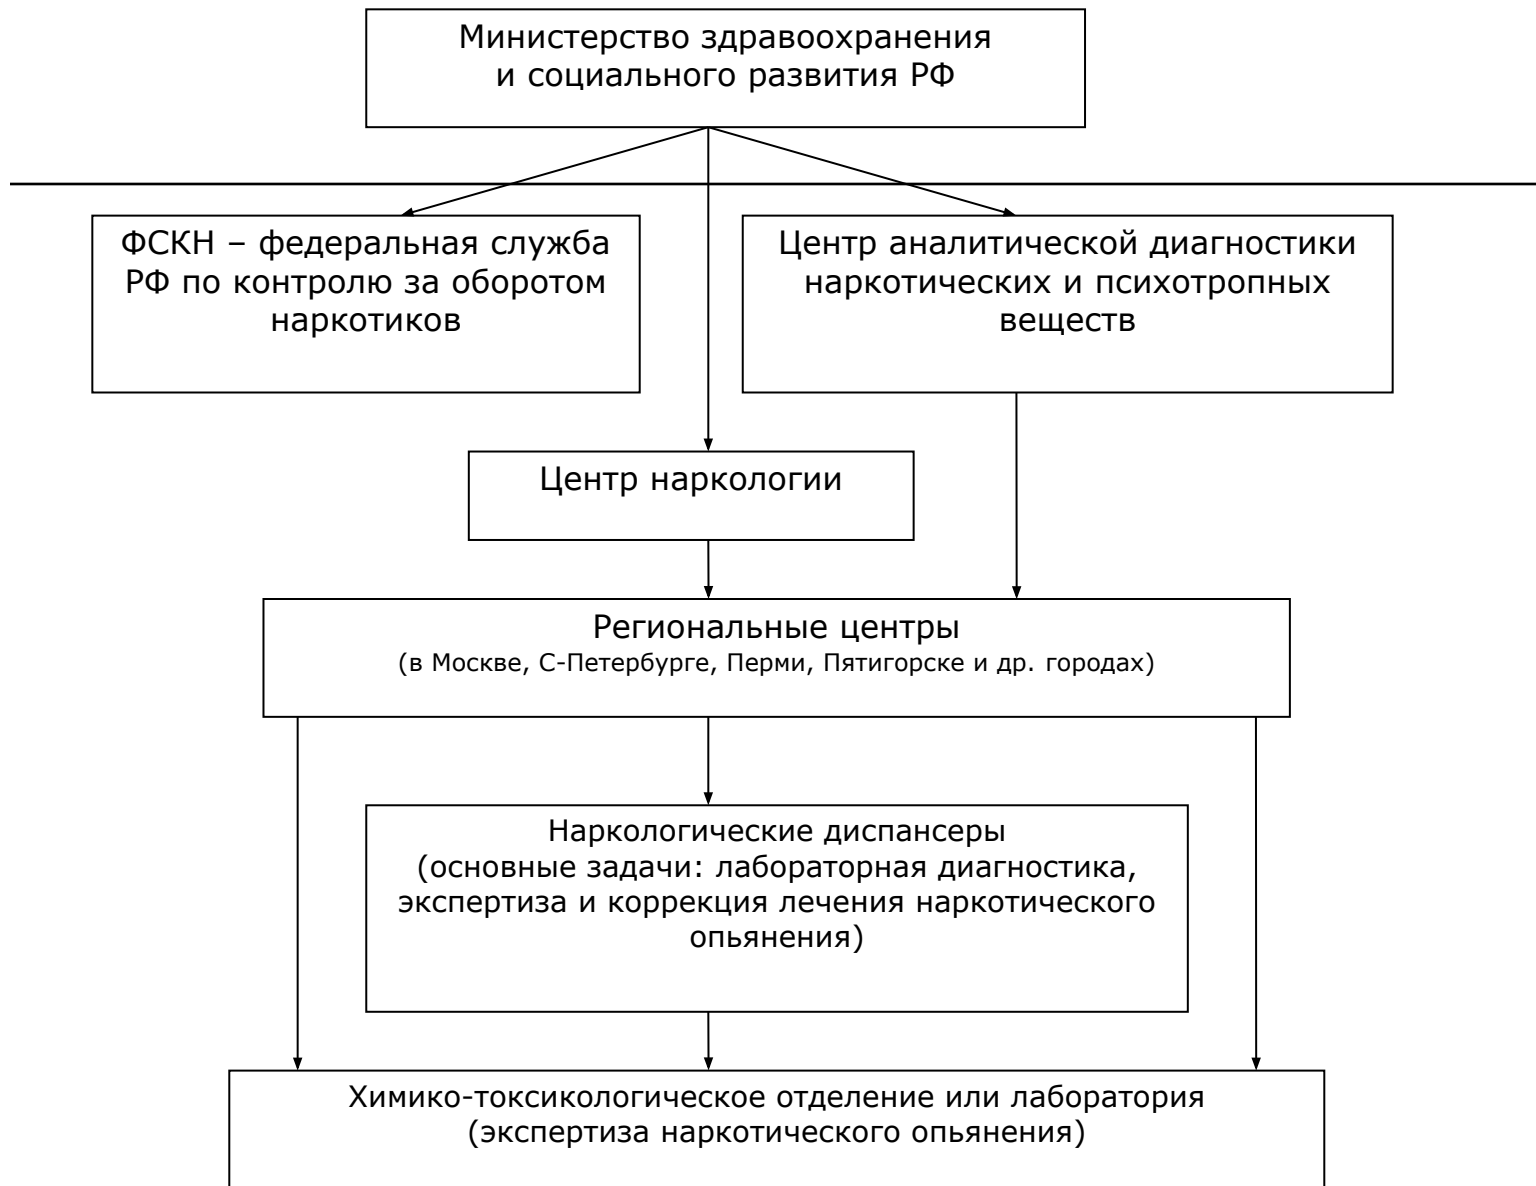 Министерство здравоохранения
и социального развития РФ
ФСКН – федеральная служба
РФ по контролю за оборотом
наркотиков
Центр аналитической диагностики
наркотических и психотропных
веществ
Центр наркологии
Региональные центры
(в Москве, С-Петербурге, Перми, Пятигорске и др. городах)
Наркологические диспансеры
(основные задачи: лабораторная диагностика,
экспертиза и коррекция лечения наркотического
опьянения)
Химико-токсикологическое отделение или лаборатория
(экспертиза наркотического опьянения)